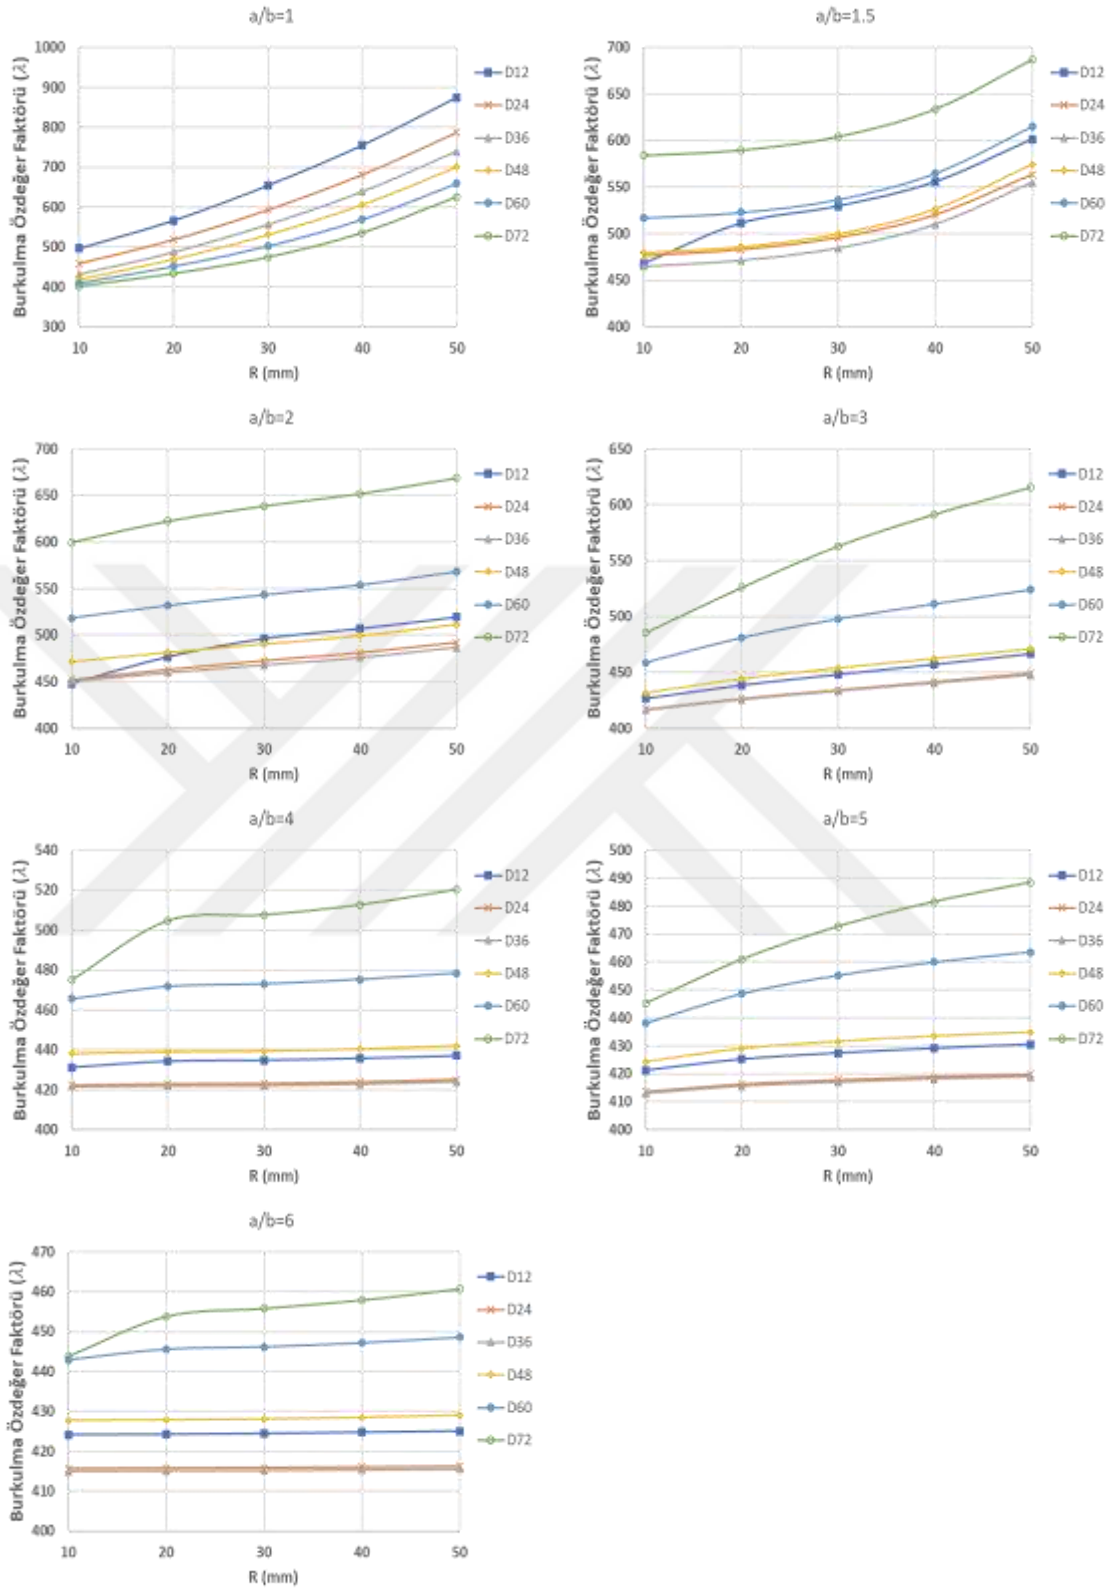 a/b=1
Burkulma Özdeğer Faktörü (λ)
1000
900
800
700
600
500
400
300
10 20 30 40 50
R (mm)
D12
D24
D36
D48
D60
D72
a/b=1.5
Burkulma Özdeğer Faktörü (λ)
700
650
600
550
500
450
400
10 20 30 40 50
R (mm)
D12
D24
D36
D48
D60
D72
a/b=2
Burkulma Özdeğer Faktörü (λ)
700
650
600
550
500
450
400
10 20 30 40 50
R (mm)
D12
D24
D36
D48
D60
D72
a/b=3
Burkulma Özdeğer Faktörü (λ)
650
600
550
500
450
400
10 20 30 40 50
R (mm)
D12
D24
D36
D48
D60
D72
a/b=4
Burkulma Özdeğer Faktörü (λ)
540
520
500
480
460
440
420
400
10 20 30 40 50
R (mm)
D12
D24
D36
D48
D60
D72
a/b=5
Burkulma Özdeğer Faktörü (λ)
500
490
480
470
460
450
440
430
420
410
400
10 20 30 40 50
R (mm)
D12
D24
D36
D48
D60
D72
a/b=6
Burkulma Özdeğer Faktörü (λ)
470
460
450
440
430
420
410
400
10 20 30 40 50
R (mm)
D12
D24
D36
D48
D60
D72